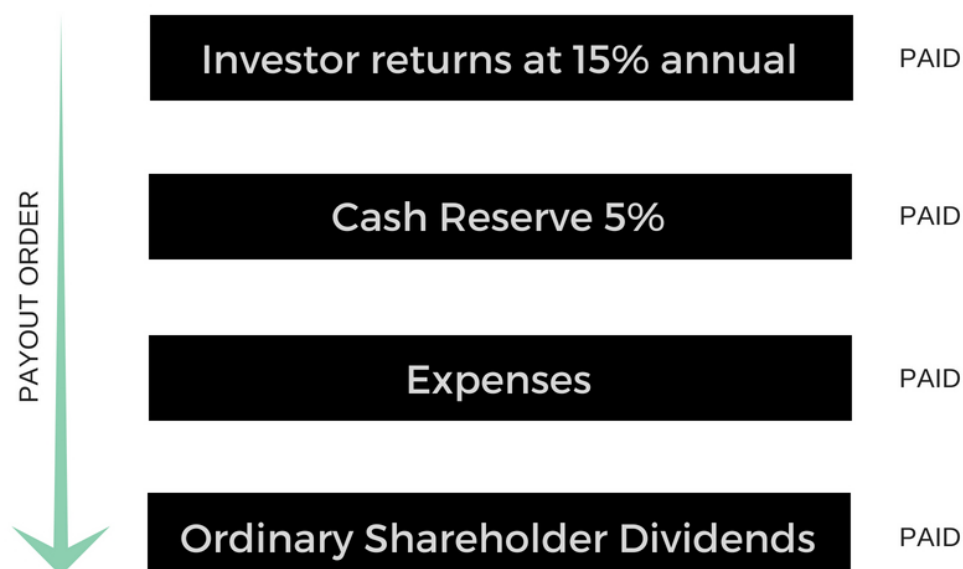 Investor returns at 15% annual
PAID
Cash Reserve 5%
PAID
Expenses
PAID
Ordinary Shareholder Dividends
PAID
PAYOUT ORDER